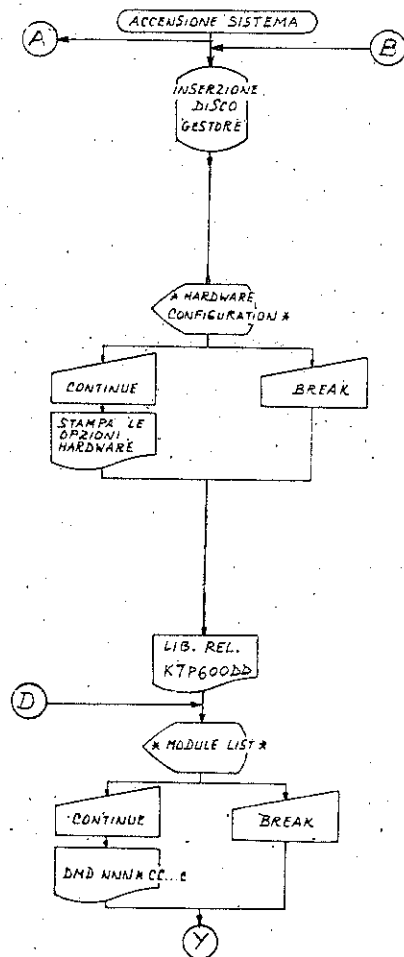 ACCENSIONE SISTEMA
A
B
INSERZIONE
DISCO
GESTORE
* HARDWARE
CONFIGURATION *
CONTINUE
BREAK
STAMPA LE
OPZIONI
HARDWARE
LIB. REL.
K7P600DD
D
* MODULE LIST *
CONTINUE
BREAK
DMD NNN* CC...C
Y